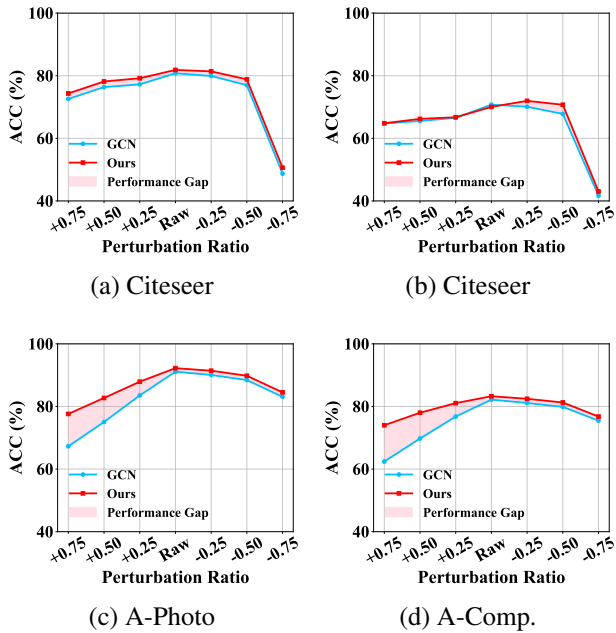 100
80
60
40
ACC (%)
GCN
Ours
Performance Gap
+0.75
+0.50
+0.25
Raw
-0.25
-0.50
-0.75
Perturbation Ratio
(a) Citeseer
100
80
60
40
ACC (%)
GCN
Ours
Performance Gap
+0.75
+0.50
+0.25
Raw
-0.25
-0.50
-0.75
Perturbation Ratio
(b) Citeseer
100
80
60
40
ACC (%)
GCN
Ours
Performance Gap
+0.75
+0.50
+0.25
Raw
-0.25
-0.50
-0.75
Perturbation Ratio
(c) A-Photo
100
80
60
40
ACC (%)
GCN
Ours
Performance Gap
+0.75
+0.50
+0.25
Raw
-0.25
-0.50
-0.75
Perturbation Ratio
(d) A-Comp.